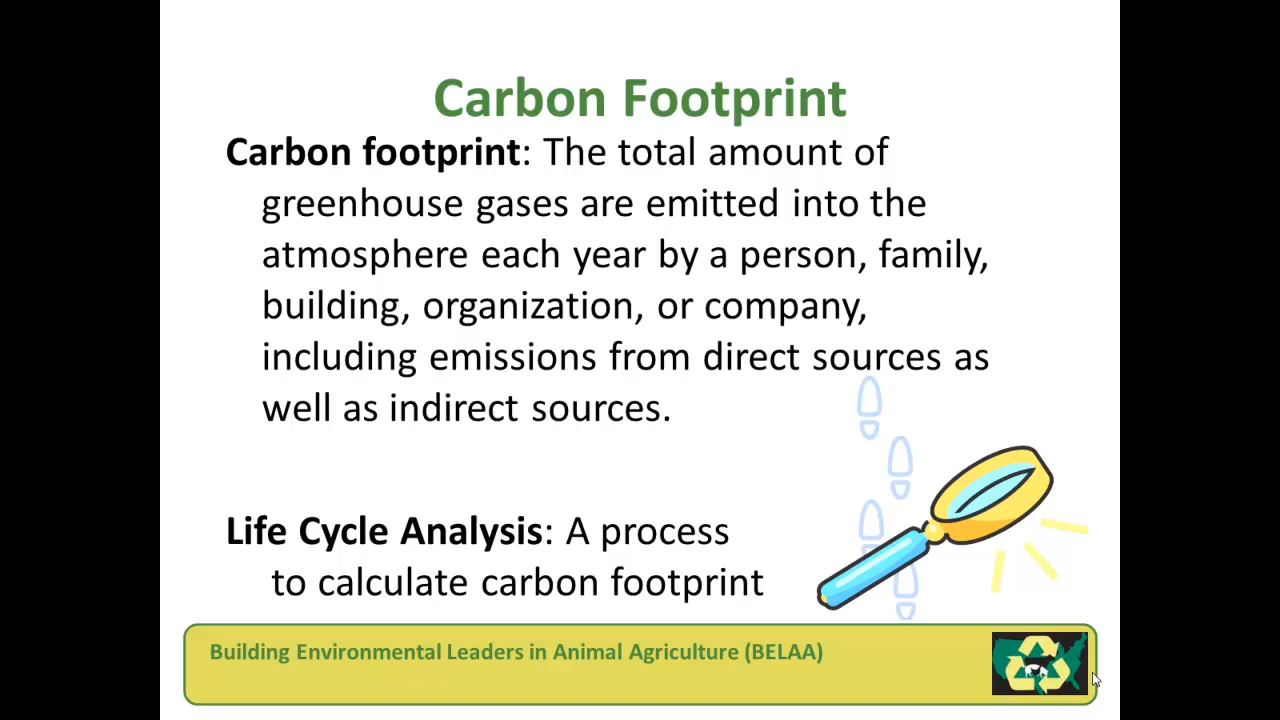 Carbon Footprint
Carbon footprint: The total amount of
greenhouse gases are emitted into the
atmosphere each year by a person, family,
building, organization, or company,
including emissions from direct sources as
well as indirect sources.
Life Cycle Analysis: A process
to calculate carbon footprint
Building Environmental Leaders in Animal Agriculture (BELAA)